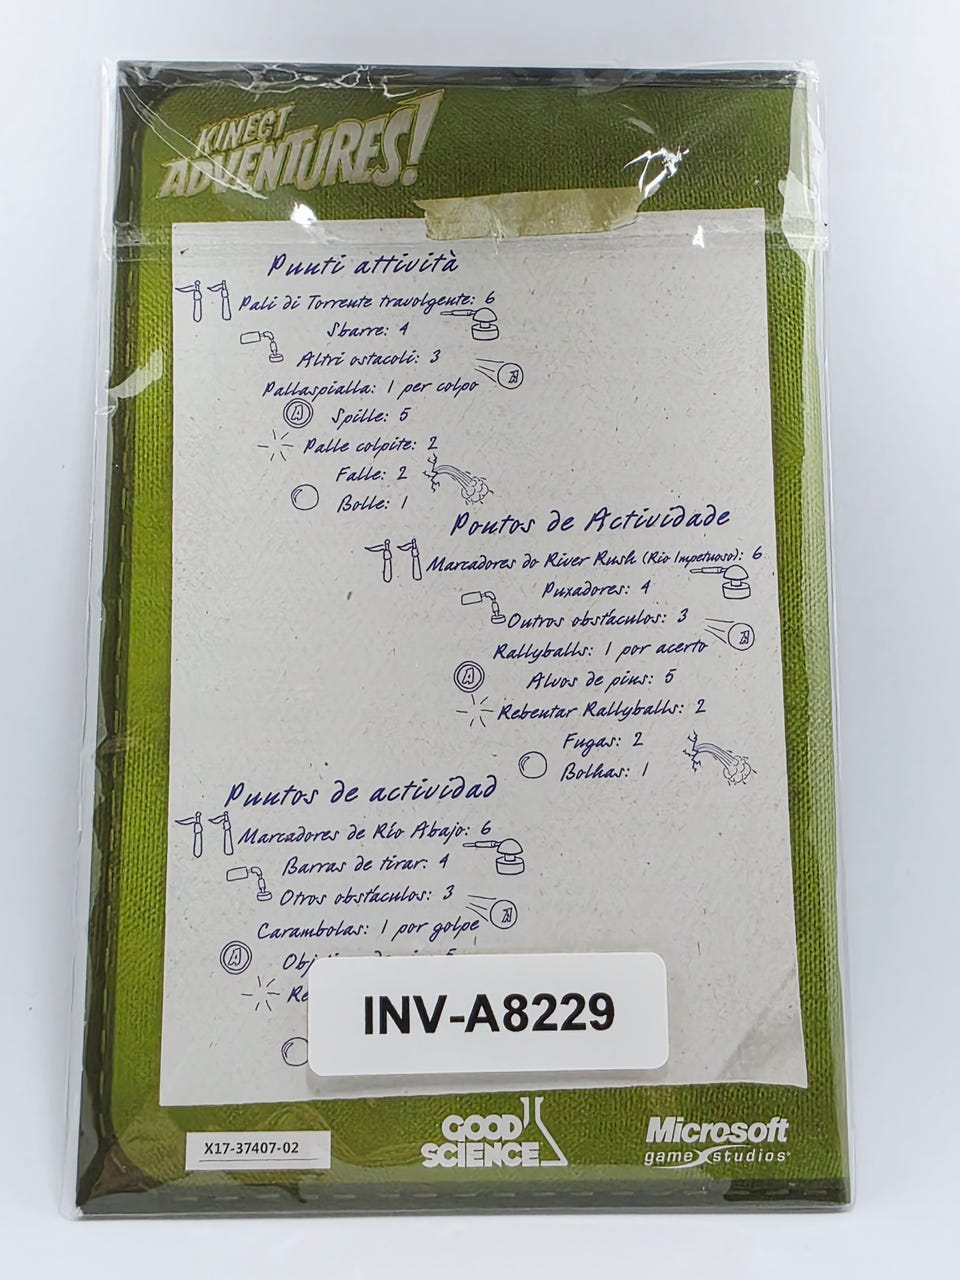 KINECT
ADVENTURES!
Punti attività
Pali di Torrente travolgente: 6
Sbarre: 4
Altri ostacoli: 3
Pallaspialla: 1 per colpo
Spille: 5
Palle colpite: 2
Falle: 2
Bolle: 1
Pontos de Actividade
Marcadores do River Rush (Rio Impetuoso): 6
Puxadores: 4
Outros obstáculos: 3
Rallyballs: 1 por acerto
Alvos de pins: 5
Rebentar Rallyballs: 2
Fugas: 2
Bolhas: 1
Puntos de actividad
Marcadores de Río Abajo: 6
Barras de tirar: 4
Otros obstáculos: 3
Carambolas: 1 por golpe
INV-A8229
X17-37407-02
GOOD
SCIENCE
Microsoft
game studios